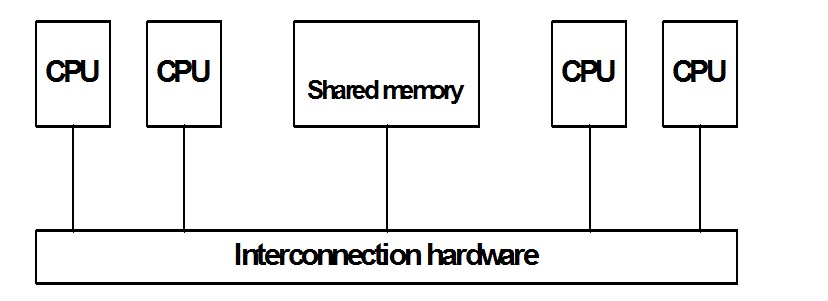 CPU
CPU
Shared memory
CPU
CPU
Interconnection hardware